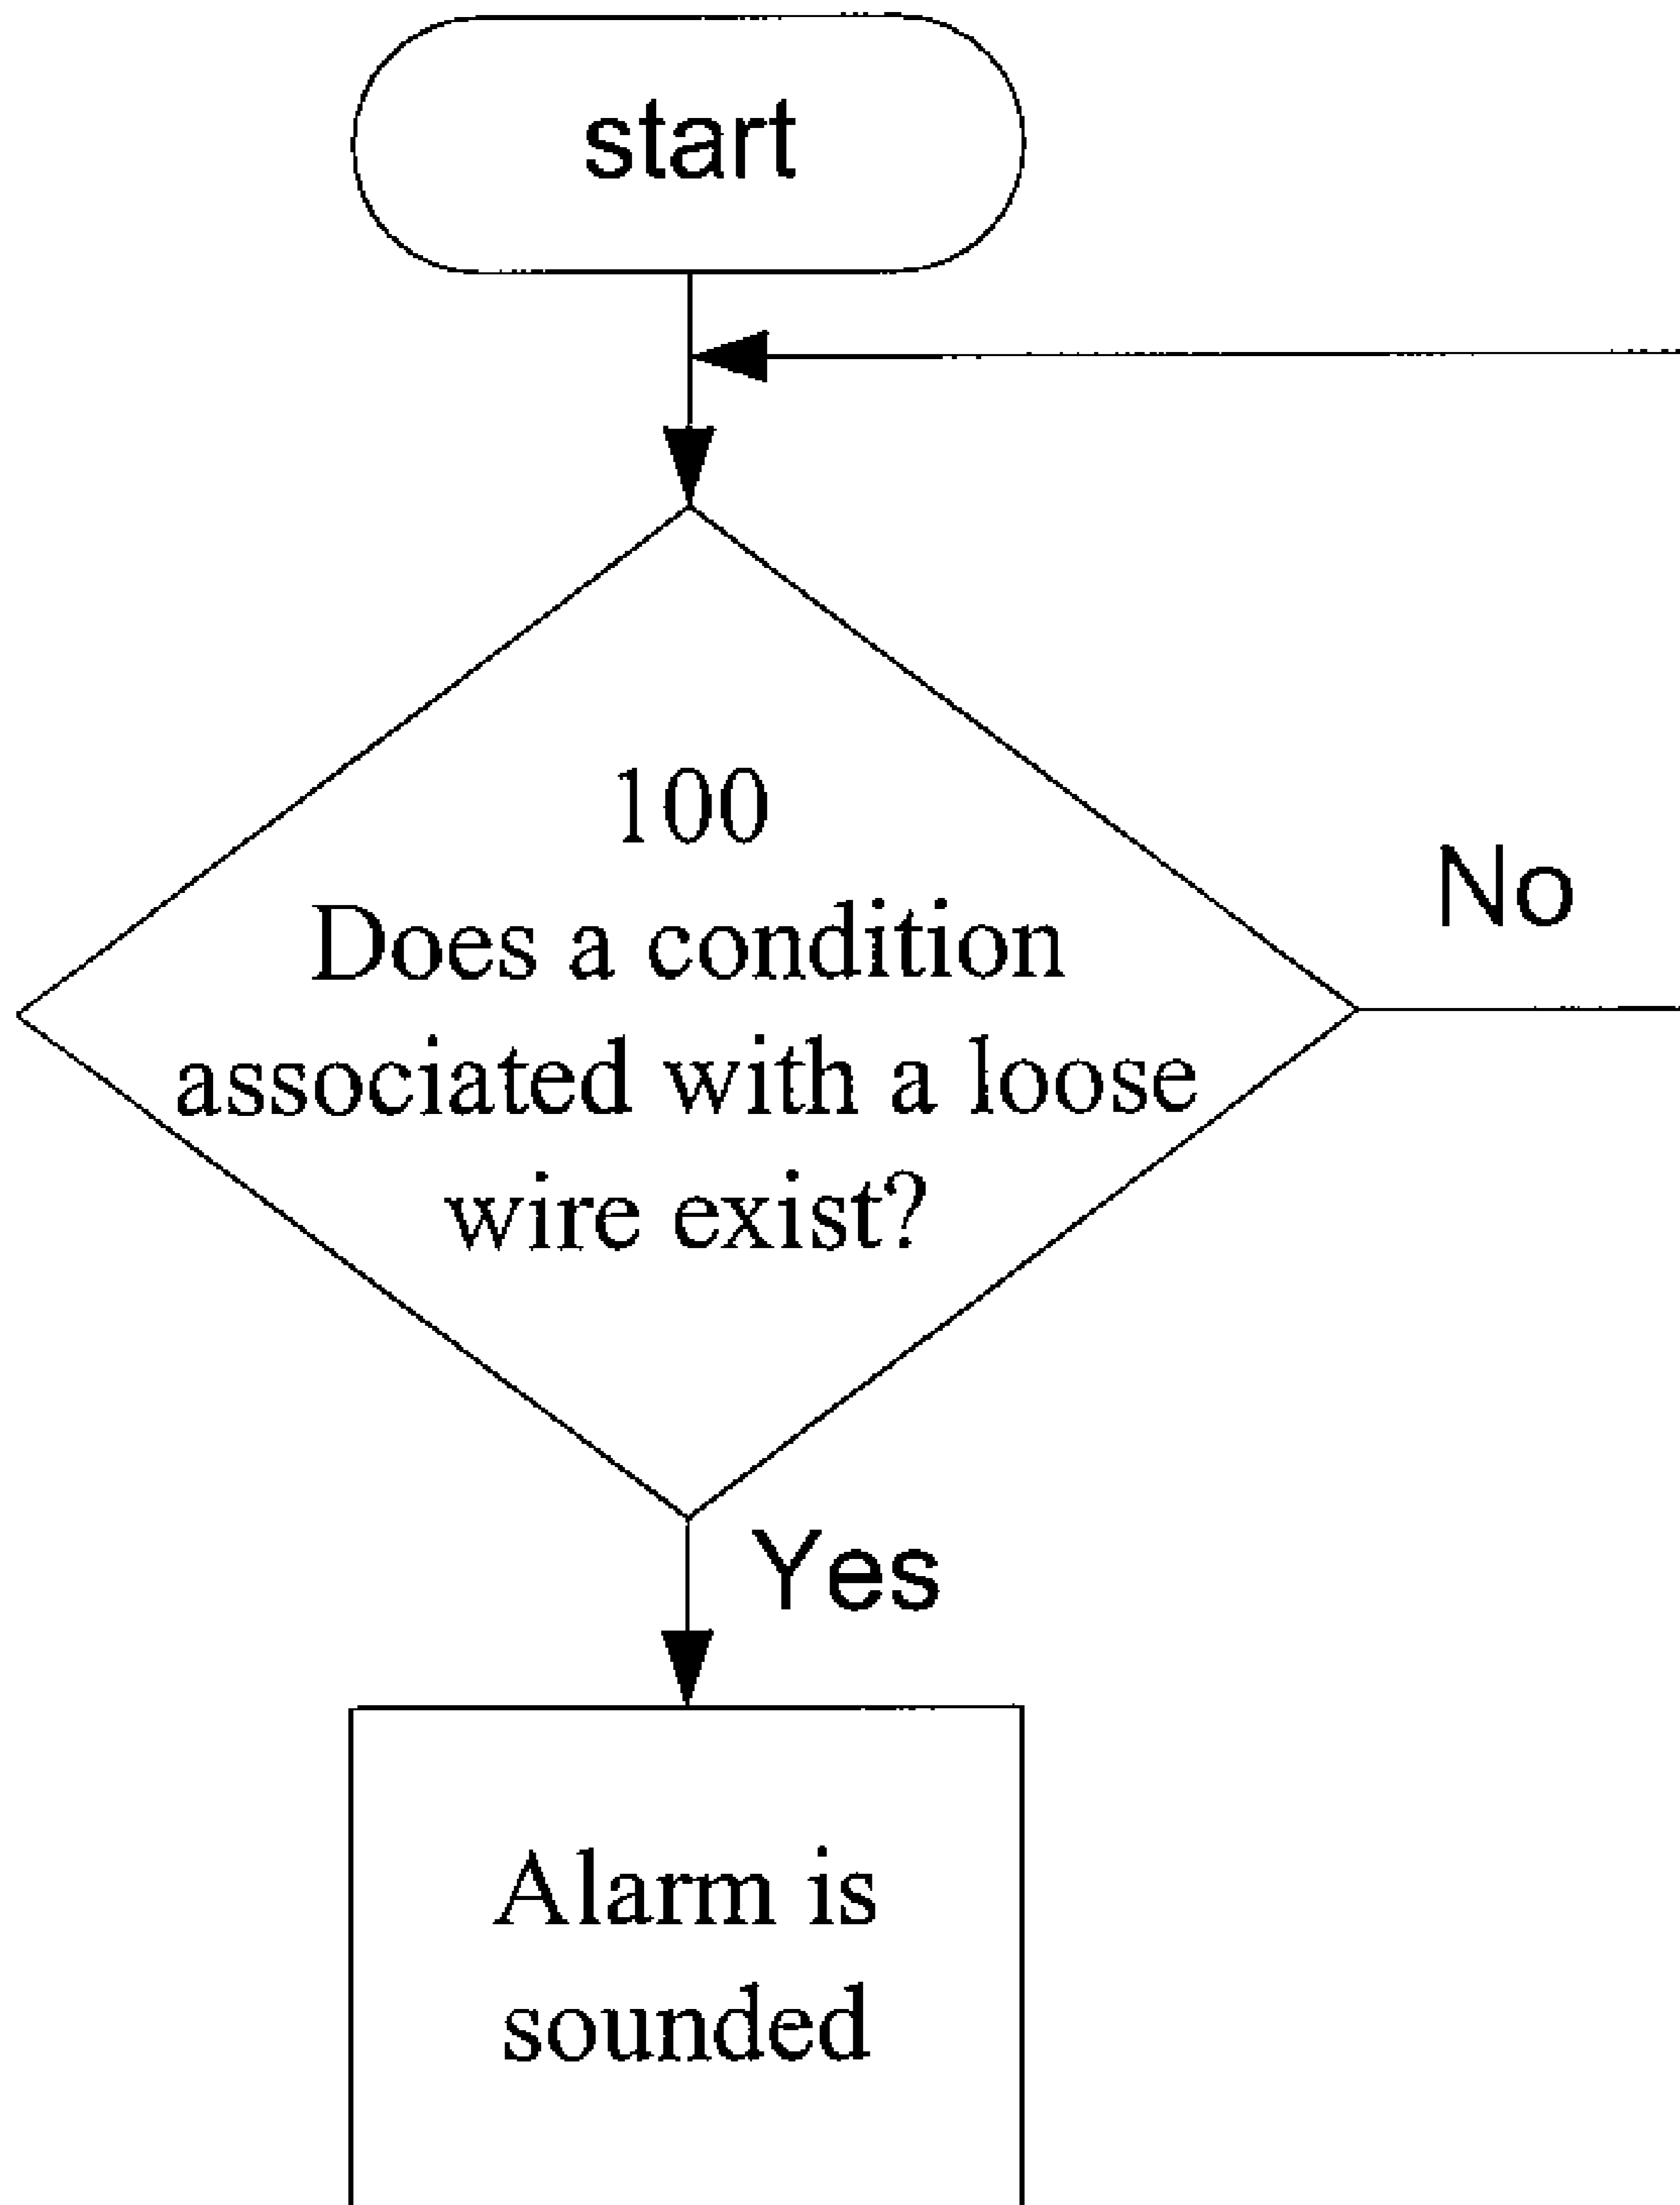 start
100
Does a condition
associated with a loose
wire exist?
No
Yes
Alarm is
sounded